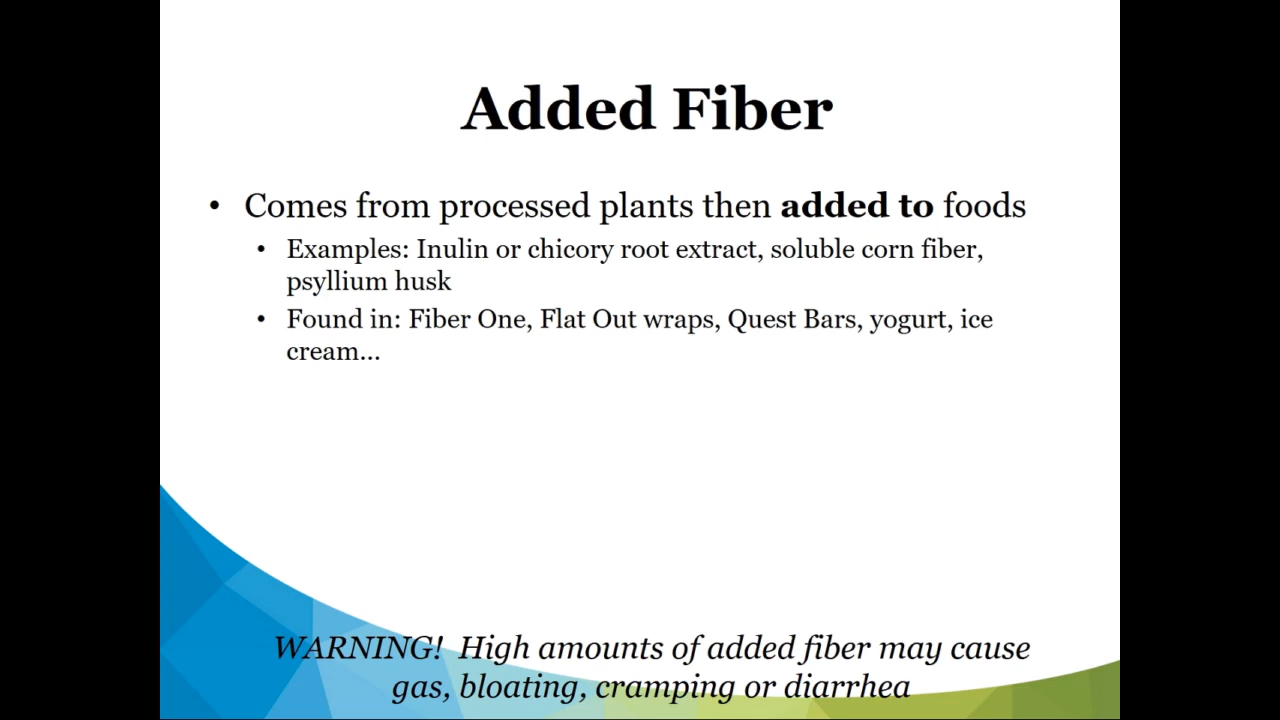 Added Fiber
• Comes from processed plants then added to foods
• Examples: Inulin or chicory root extract, soluble corn fiber,
psyllium husk
• Found in: Fiber One, Flat Out wraps, Quest Bars, yogurt, ice
cream...
WARNING!  High amounts of added fiber may cause
gas, bloating, cramping or diarrhea